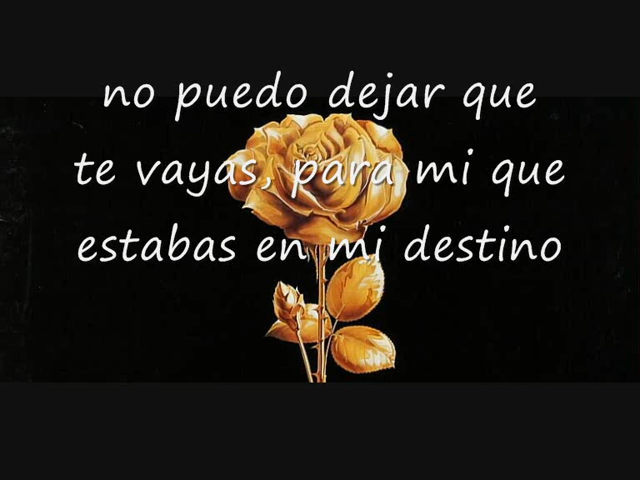 no puedo dejar que
te vayas, para mi que
estabas en mi destino